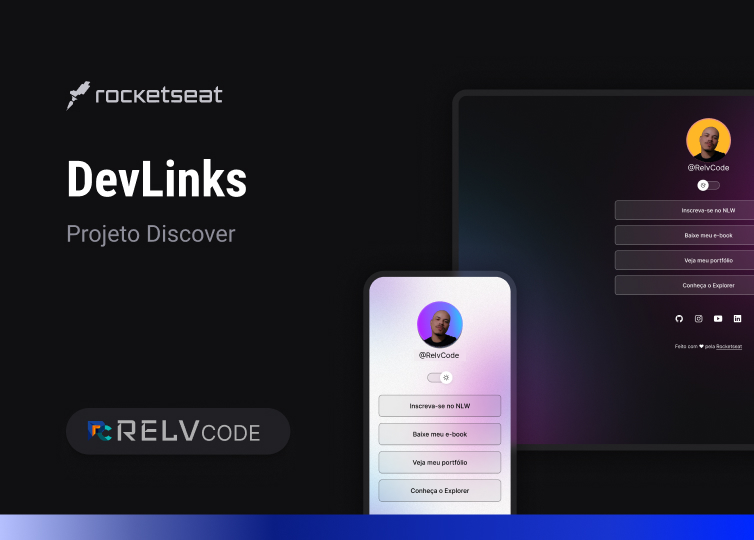 rocketseat
DevLinks
Projeto Discover
RELVCODE
@RelvCode
Inscreva-se no NLW
Baixe meu e-book
Veja meu portfólio
Conheça o Explorer
Feito com ♥ pela Rocketseat
@RelvCode
Inscreva-se no NLW
Baixe meu e-book
Veja meu portfólio
Conheça o Explorer